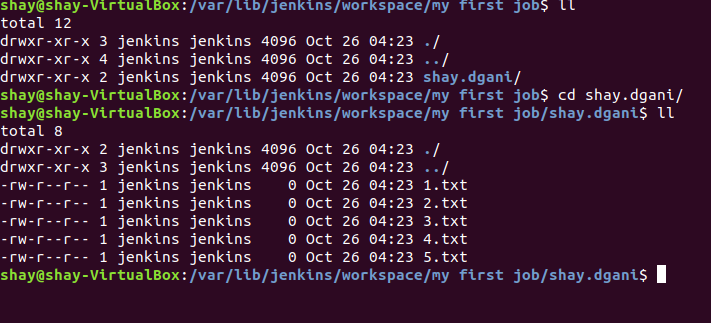 shay@shay-VirtualBox:/var/lib/jenkins/workspace/my first job$ ll
total 12
drwxr-xr-x 3 jenkins jenkins 4096 Oct 26 04:23 ./
drwxr-xr-x 4 jenkins jenkins 4096 Oct 26 04:23 ../
drwxr-xr-x 2 jenkins jenkins 4096 Oct 26 04:23 shay.dgani/
shay@shay-VirtualBox:/var/lib/jenkins/workspace/my first job$ cd shay.dgani/
shay@shay-VirtualBox:/var/lib/jenkins/workspace/my first job/shay.dgani$ ll
total 8
drwxr-xr-x 2 jenkins jenkins 4096 Oct 26 04:23 ./
drwxr-xr-x 3 jenkins jenkins 4096 Oct 26 04:23 ../
-rw-r--r-- 1 jenkins jenkins    0 Oct 26 04:23 1.txt
-rw-r--r-- 1 jenkins jenkins    0 Oct 26 04:23 2.txt
-rw-r--r-- 1 jenkins jenkins    0 Oct 26 04:23 3.txt
-rw-r--r-- 1 jenkins jenkins    0 Oct 26 04:23 4.txt
-rw-r--r-- 1 jenkins jenkins    0 Oct 26 04:23 5.txt
shay@shay-VirtualBox:/var/lib/jenkins/workspace/my first job/shay.dgani$